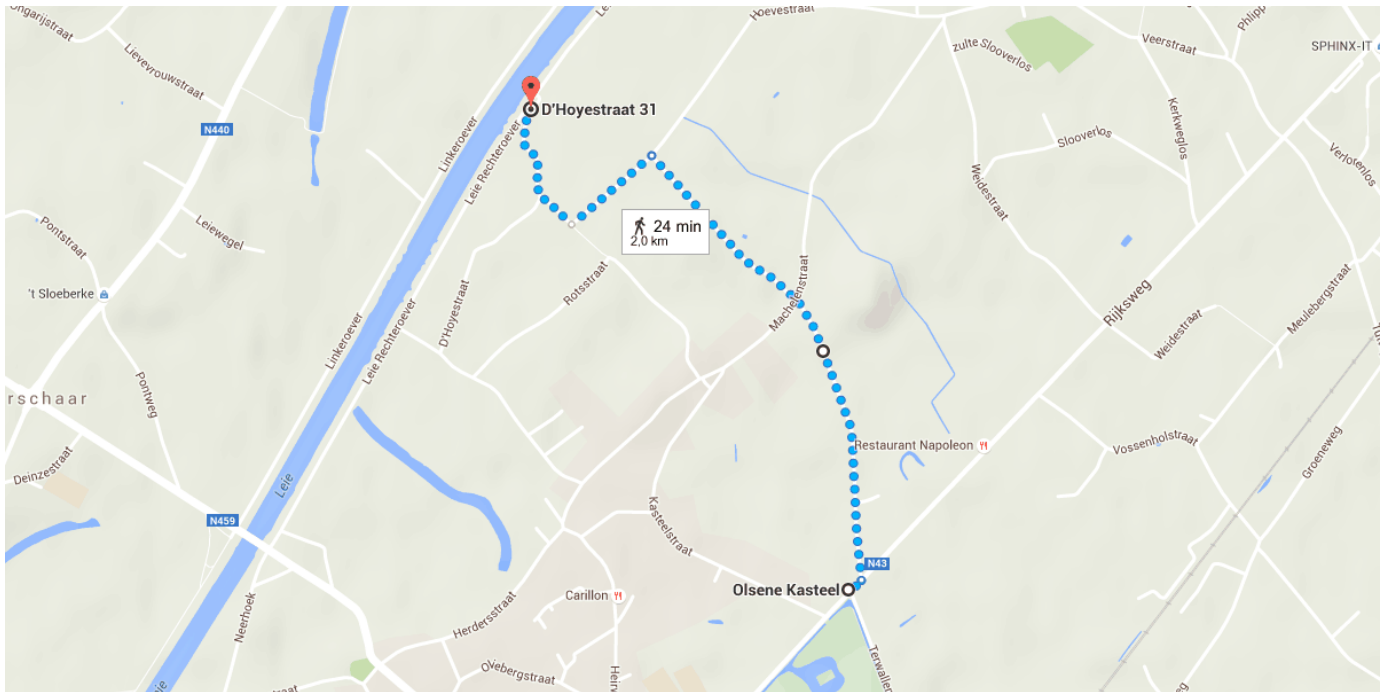 ongarijstraat
Lievevrouwstraat
N440
Linkeroever
Leie Rechteroever
Hoevestraat
zulte Slooverlos
Veerstraat
Philipp
SPHINX-IT
Kerkweglos
Slooverlos
Verlotenlos
Weidestraat
D'Hoyestraat 31
Leiewegel
Pontstraat
't Sloeberke
24 min
2,0 km
Rotsstraat
D'Hoyestraat
Machelenstraat
Rijksweg
Meulebergstraat
Weidestraat
Linkeroever
Leie Rechteroever
Pontweg
rschaar
Deinzestraat
Leie
N459
Restaurant Napoleon
Vossenholstraat
Groeneweg
Kasteelstraat
N43
Olsene Kasteel
Carillon
Herdersstraat
Neerhoek
Terwallen